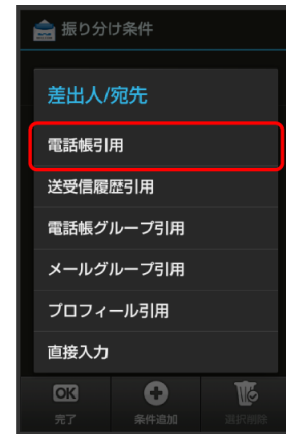 振り分け条件
差出人/宛先
電話帳引用
送受信履歴引用
電話帳グループ引用
メールグループ引用
プロフィール引用
直接入力
OK
完了
条件追加
選択削除